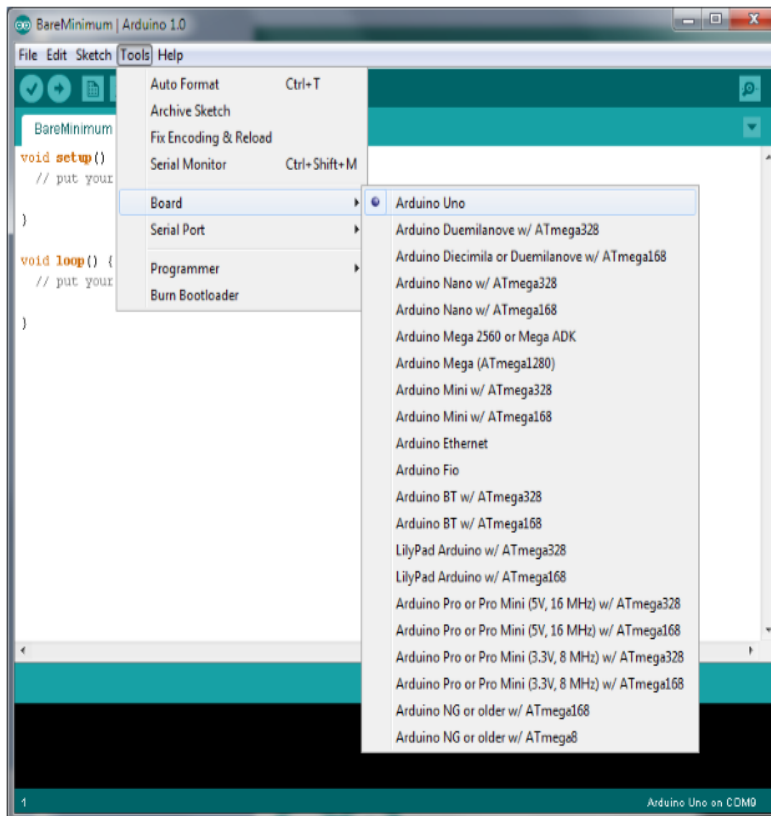 BareMinimum | Arduino 1.0
File Edit Sketch Tools Help
Auto Format Ctrl+T
Archive Sketch
Fix Encoding & Reload
Serial Monitor Ctrl+Shift+M
Board
Serial Port
Programmer
Burn Bootloader
BareMinimum
void setup()
// put your
}
void loop() {
// put your
}
Arduino Uno
Arduino Duemilanove w/ ATmega328
Arduino Diecimila or Duemilanove w/ ATmega168
Arduino Nano w/ ATmega328
Arduino Nano w/ ATmega168
Arduino Mega 2560 or Mega ADK
Arduino Mega (ATmega1280)
Arduino Mini w/ ATmega328
Arduino Mini w/ ATmega168
Arduino Ethernet
Arduino Fio
Arduino BT w/ ATmega328
Arduino BT w/ ATmega168
LilyPad Arduino w/ ATmega328
LilyPad Arduino w/ ATmega168
Arduino Pro or Pro Mini (5V, 16 MHz) w/ ATmega328
Arduino Pro or Pro Mini (5V, 16 MHz) w/ ATmega168
Arduino Pro or Pro Mini (3.3V, 8 MHz) w/ ATmega328
Arduino Pro or Pro Mini (3.3V, 8 MHz) w/ ATmega168
Arduino NG or older w/ ATmega168
Arduino NG or older w/ ATmega8
1 Arduino Uno on COM9